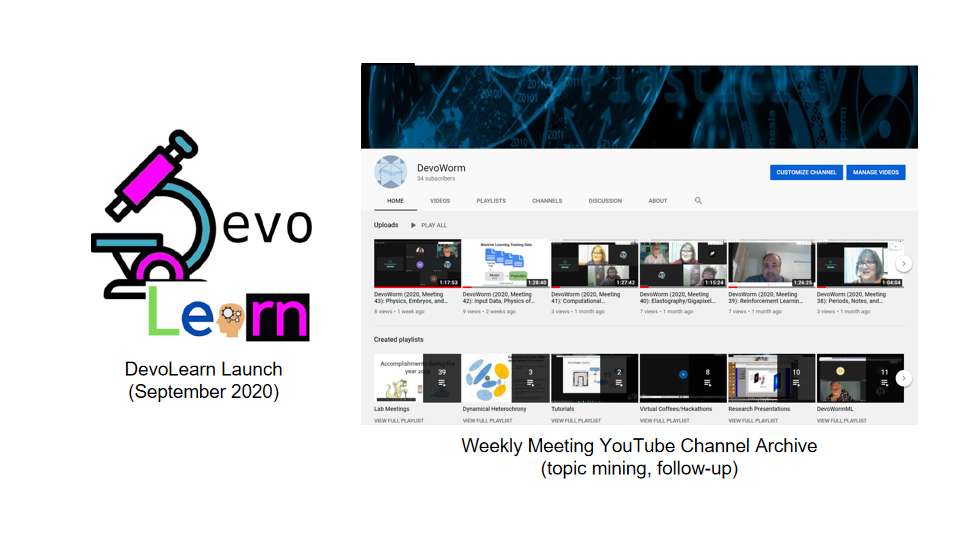 evo
Learn
DevoLearn Launch
(September 2020)
Plasticity
20100
20101
2011
DevoWorm
34 subscribers
CUSTOMIZE CHANNEL
MANAGE VIDEOS
HOME
VIDEOS
PLAYLISTS
CHANNELS
DISCUSSION
ABOUT
Uploads
PLAY ALL
Machine Learning Training Data
1:17:53
1:28:40
1:27:42
1:15:24
1:26:25
1:04:04
DevoWorm (2020, Meeting
43): Physics, Embryos, and...
8 views • 1 week ago
DevoWorm (2020, Meeting
42): Input Data, Physics of...
9 views • 2 weeks ago
DevoWorm (2020, Meeting
41): Computational...
3 views • 1 month ago
DevoWorm (2020, Meeting
40): Elastography/Gigapixel...
7 views • 1 month ago
DevoWorm (2020, Meeting
39): Reinforcement Learnin...
7 views • 1 month ago
DevoWorm (2020, Meeting
38): Periods, Notes, and...
3 views • 1 month ago
Created playlists
Accomplishments during the
year 20
39
3
2
8
10
11
Lab Meetings
VIEW FULL PLAYLIST
Dynamical Heterochrony
VIEW FULL PLAYLIST
Tutorials
VIEW FULL PLAYLIST
Virtual Coffees/Hackathons
VIEW FULL PLAYLIST
Research Presentations
VIEW FULL PLAYLIST
DevoWormML
VIEW FULL PLAYLIST
Weekly Meeting YouTube Channel Archive
(topic mining, follow-up)